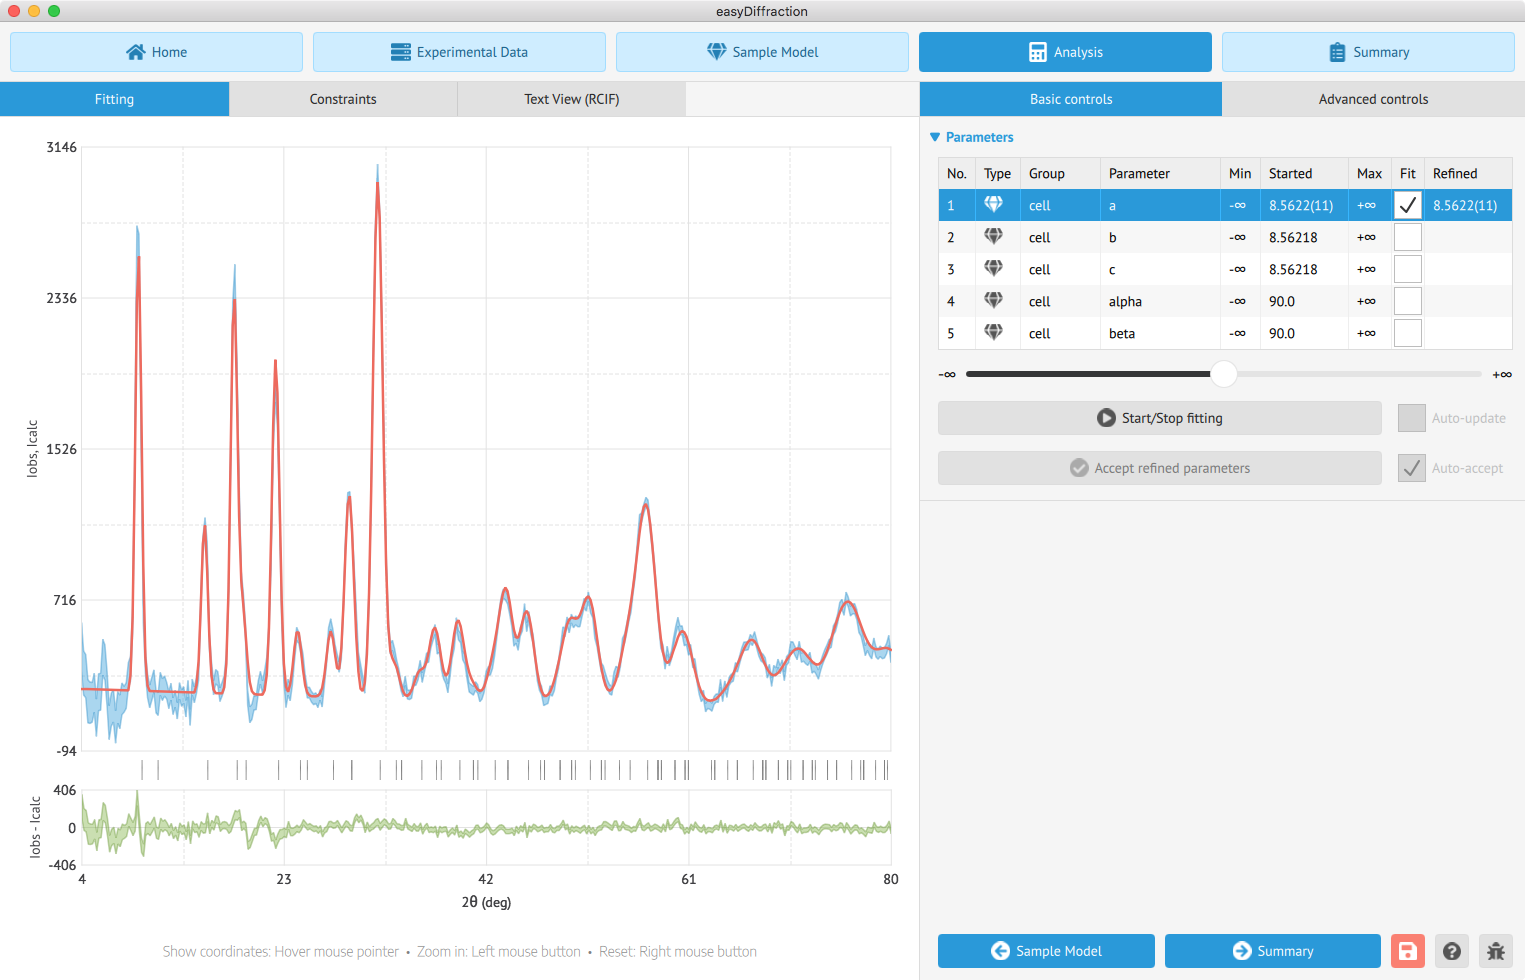 easyDiffraction
Home
Experimental Data
Sample Model
Analysis
Summary
Fitting
Constraints
Text View (RCIF)
Basic controls
Advanced controls
3146
2336
1526
716
-94
Iobs, Icalc
406
0
-406
Iobs - Icalc
4 23 42 61 80
2θ (deg)
Show coordinates: Hover mouse pointer • Zoom in: Left mouse button • Reset: Right mouse button
Parameters
No. Type Group Parameter Min Started Max Fit Refined
1 cell a -∞ 8.5622(11) +∞ 8.5622(11)
2 cell b -∞ 8.56218 +∞
3 cell c -∞ 8.56218 +∞
4 cell alpha -∞ 90.0 +∞
5 cell beta -∞ 90.0 +∞
-∞ +∞
Start/Stop fitting
Auto-update
Accept refined parameters
Auto-accept
Sample Model
Summary